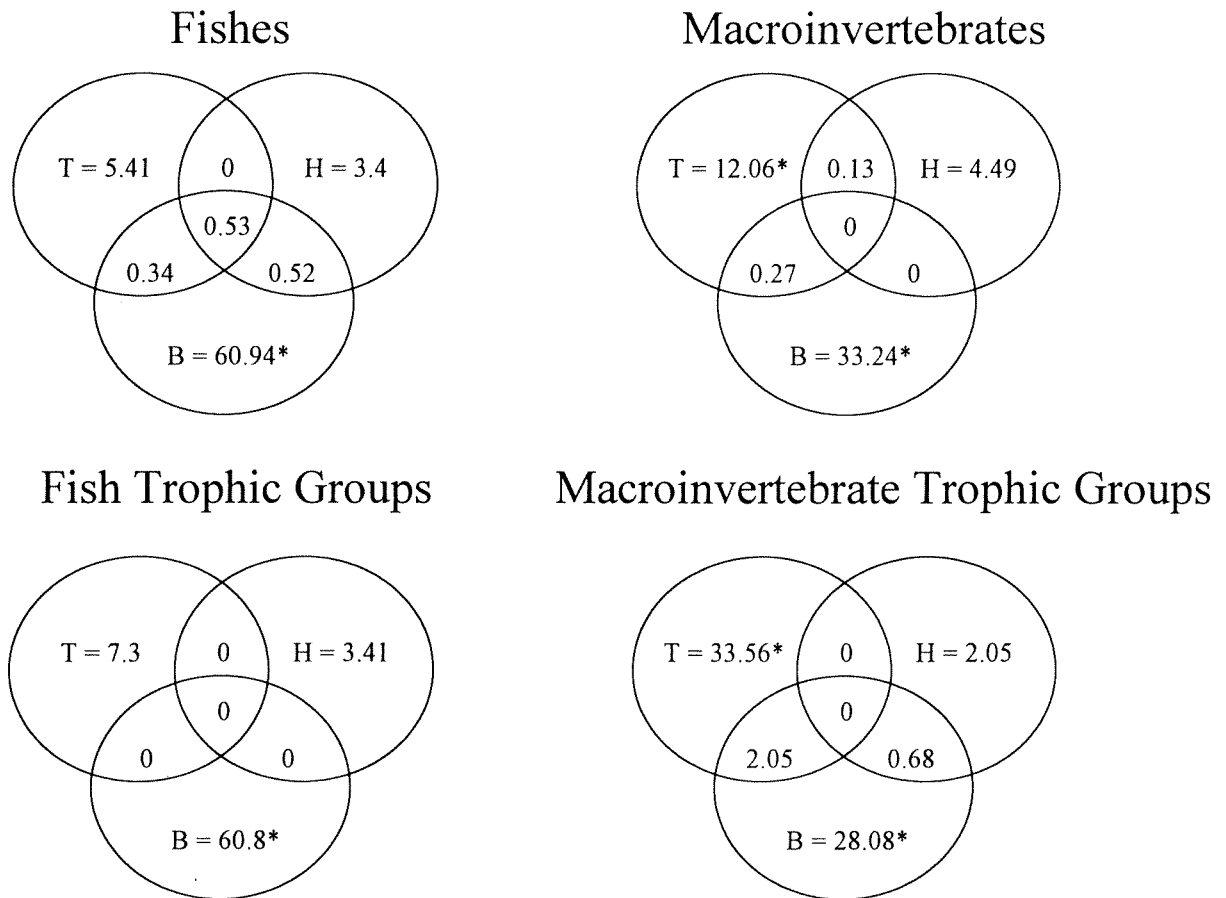 Fishes
T = 5.41
0
H = 3.4
0.53
0.34
0.52
B = 60.94*
Macroinvertebrates
T = 12.06*
0.13
H = 4.49
0
0.27
0
B = 33.24*
Fish Trophic Groups
T = 7.3
0
H = 3.41
0
0
0
B = 60.8*
Macroinvertebrate Trophic Groups
T = 33.56*
0
H = 2.05
0
2.05
0.68
B = 28.08*